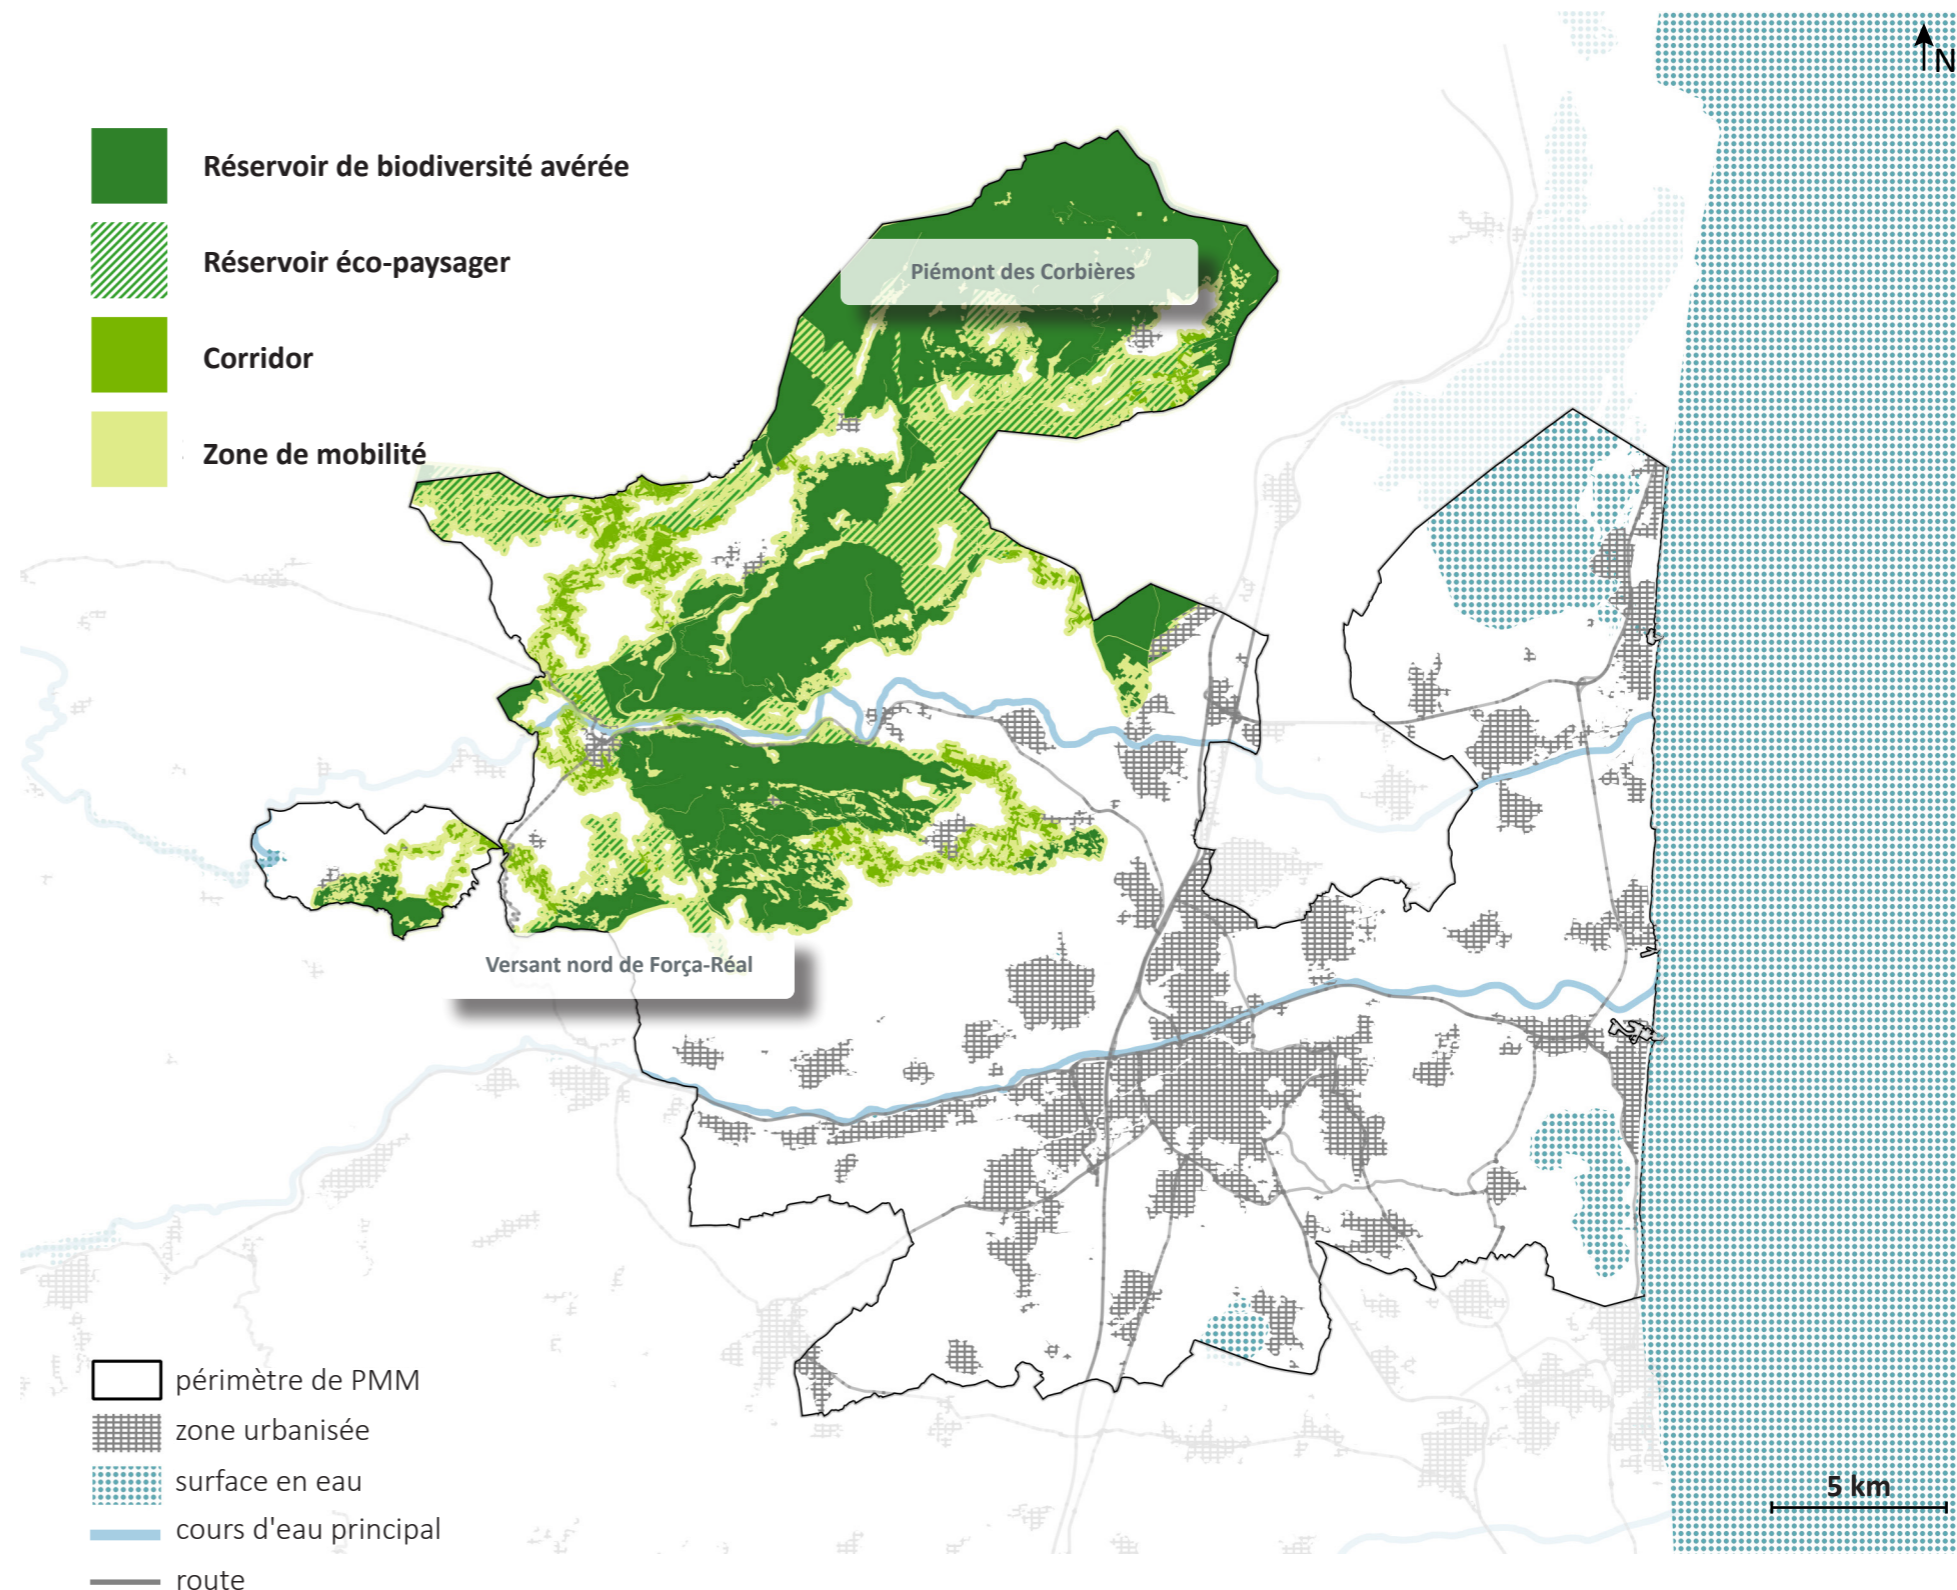 N
Réservoir de biodiversité avérée
Réservoir éco-paysager
Corridor
Zone de mobilité
Piémont des Corbières
Versant nord de Força-Réal
périmètre de PMM
zone urbanisée
surface en eau
cours d'eau principal
route
5 km